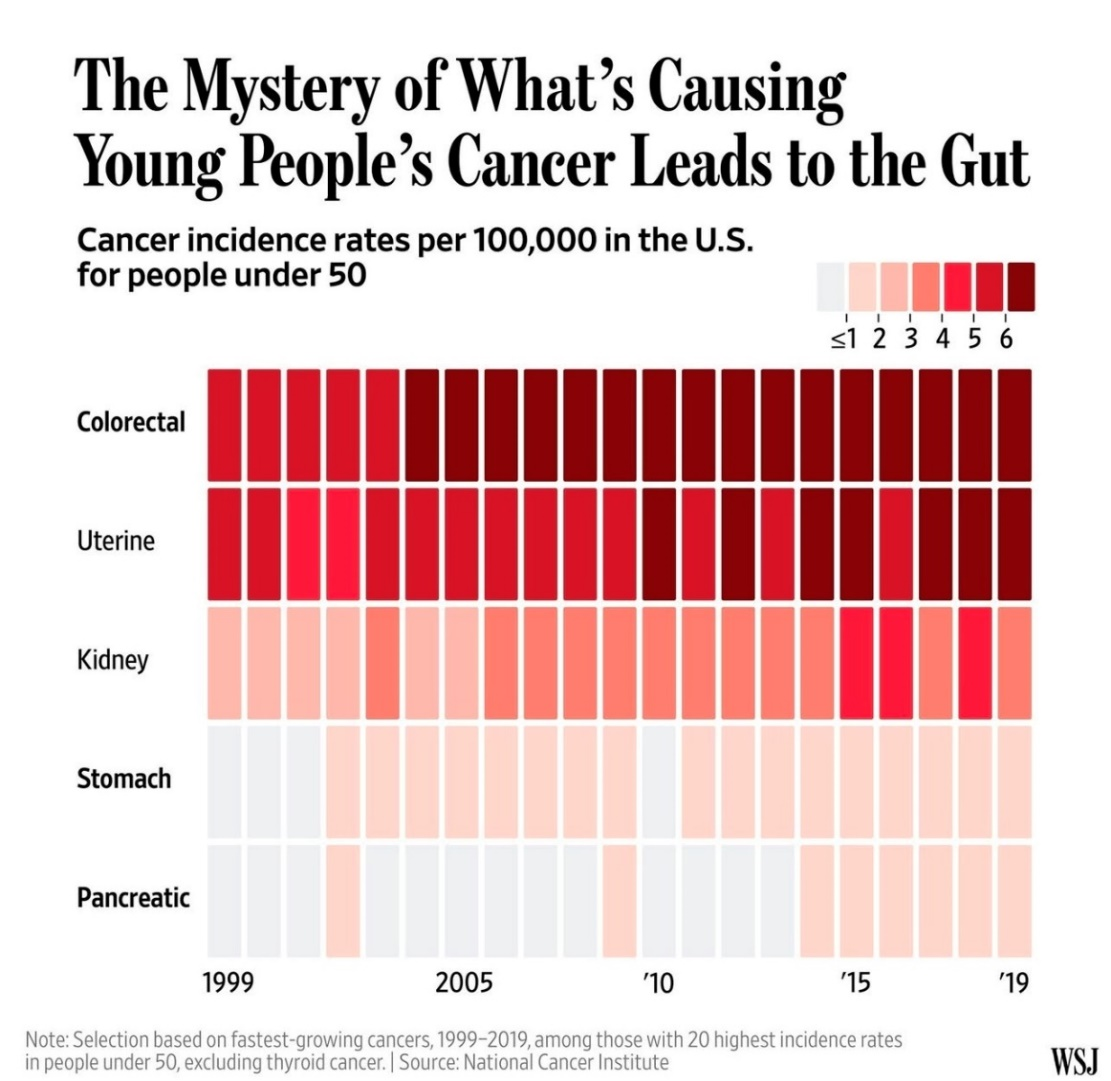 The Mystery of What’s Causing
Young People’s Cancer Leads to the Gut
Cancer incidence rates per 100,000 in the U.S.
for people under 50
≤1 2 3 4 5 6
Colorectal
Uterine
Kidney
Stomach
Pancreatic
1999 2005 ’10 ’15 ’19
Note: Selection based on fastest-growing cancers, 1999–2019, among those with 20 highest incidence rates
in people under 50, excluding thyroid cancer. | Source: National Cancer Institute
WSJ